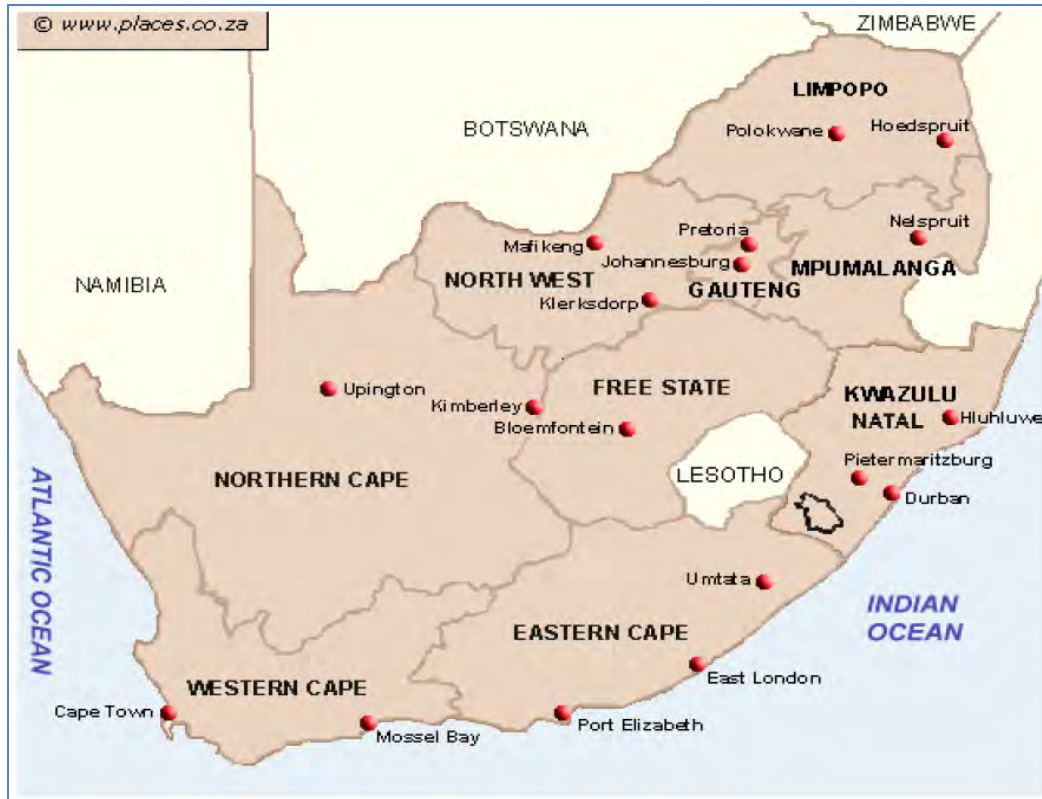 © www.places.co.za
ZIMBABWE
LIMPOPO
BOTSWANA
Polokwane
Hoedspruit
Pretoria
Nelspruit
Mafikeng
Johannesburg
MPUMALANGA
NAMIBIA
NORTH WEST
GAUTENG
Klerksdorp
Upington
FREE STATE
KWAZULU
NATAL
Kimberley
Hluhluwe
Bloemfontein
Pietermaritzburg
NORTHERN CAPE
LESOTHO
Durban
ATLANTIC OCEAN
Umtata
INDIAN
OCEAN
EASTERN CAPE
East London
WESTERN CAPE
Cape Town
Mossel Bay
Port Elizabeth